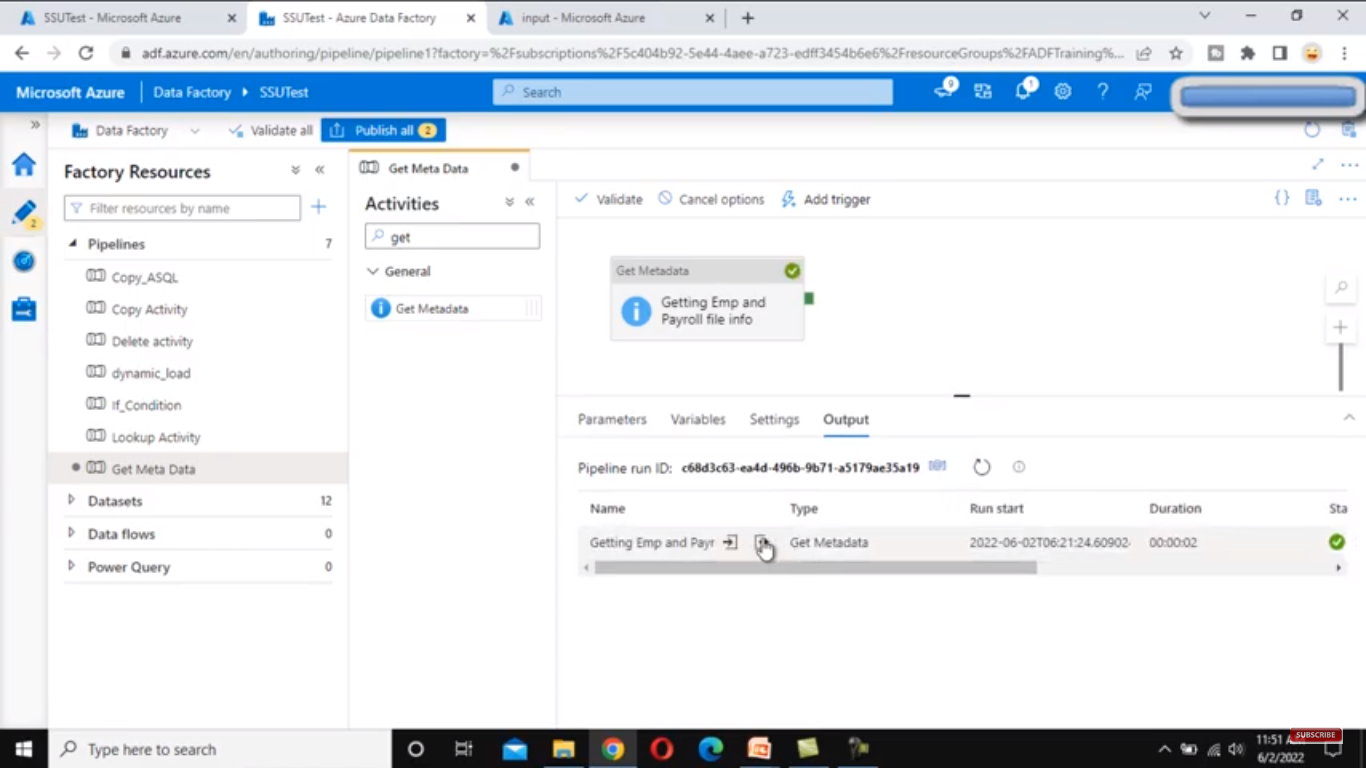 SSUTest - Microsoft Azure
SSUTest - Azure Data Factory
input - Microsoft Azure
adf.azure.com/en/authoring/pipeline/pipeline1?factory=%2Fsubscriptions%2F5c404b92-5e44-4aee-a723-edff3454b6e6%2FresourceGroups%2FADFTraining%...
Microsoft Azure
Data Factory
SSUTest
Search
9
1
Data Factory
Validate all
Publish all 2
Factory Resources
Filter resources by name
2
Pipelines 7
Copy_ASQL
Copy Activity
Delete activity
dynamic_load
If_Condition
Lookup Activity
Get Meta Data
Datasets 12
Data flows 0
Power Query 0
Get Meta Data
Activities
get
General
Get Metadata
Validate
Cancel options
Add trigger
{}
Get Metadata
Getting Emp and
Payroll file info
Parameters
Variables
Settings
Output
Pipeline run ID: c68d3c63-ea4d-496b-9b71-a5179ae35a19
Name Type Run start Duration Sta
Getting Emp and Payr Get Metadata 2022-06-02T06:21:24.60902 00:00:02
Type here to search
11:51
SUBSCRIBE
6/2/2022